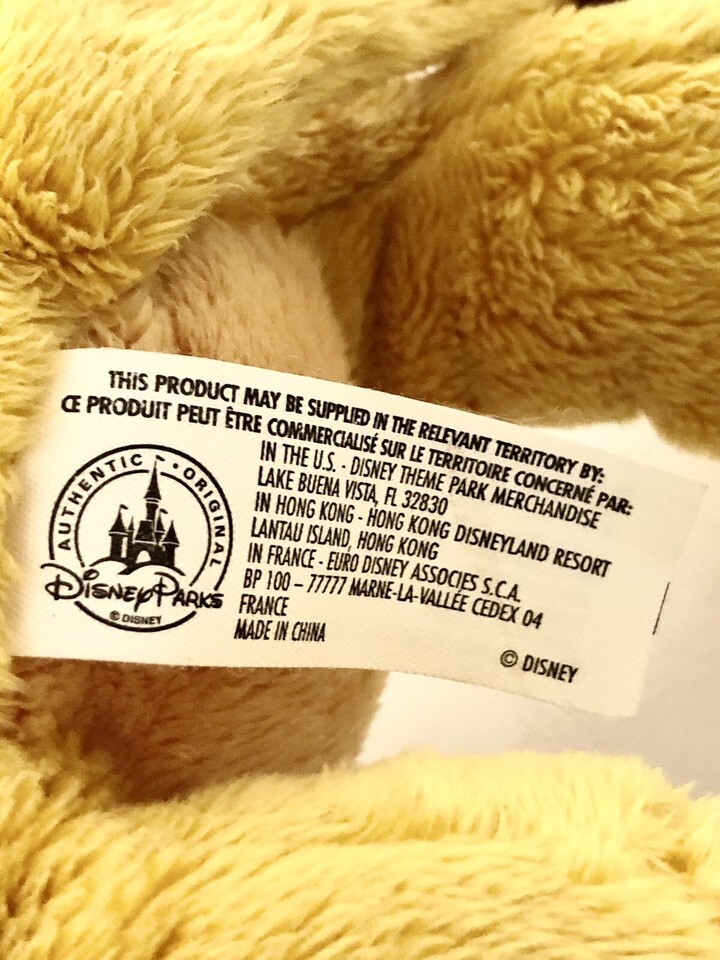 THIS PRODUCT MAY BE SUPPLIED IN THE RELEVANT TERRITORY BY:
CE PRODUIT PEUT ÊTRE COMMERCIALISÉ SUR LE TERRITOIRE CONCERNÉ PAR:
IN THE U.S. - DISNEY THEME PARK MERCHANDISE
LAKE BUENA VISTA, FL 32830
IN HONG KONG - HONG KONG DISNEYLAND RESORT
LANTAU ISLAND, HONG KONG
IN FRANCE - EURO DISNEY ASSOCIES S.C.A.
BP 100 – 77777 MARNE-LA-VALLÉE CEDEX 04
FRANCE
MADE IN CHINA
© DISNEY
AUTHENTIC • ORIGINAL
DISNEY PARKS
© DISNEY